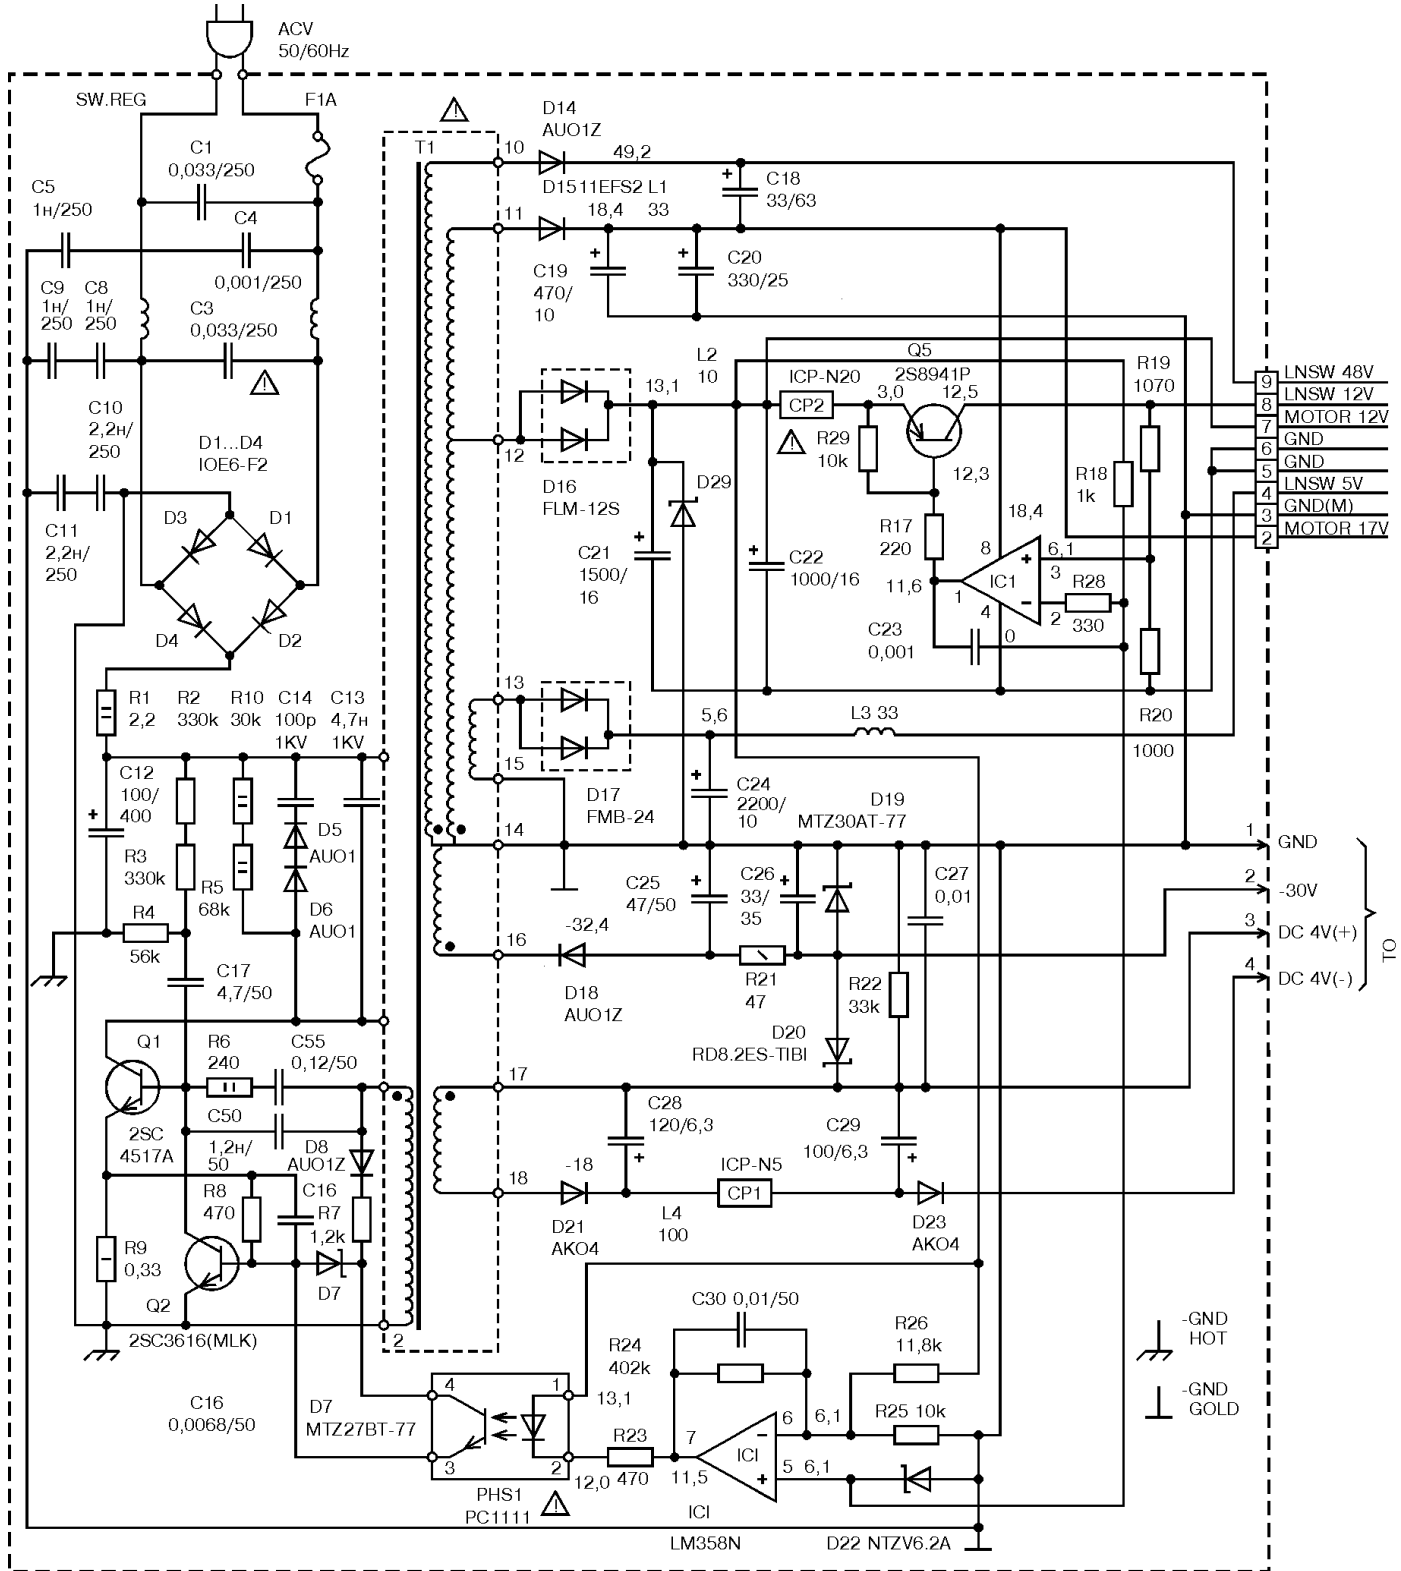 ACV
50/60Hz
SW.REG
F1A
C1
0,033/250
C5
1н/250
C4
0,001/250
C9
1н/
250
C8
1н/
250
C3
0,033/250
C10
2,2н/
250
D1...D4
IOE6-F2
C11
2,2н/
250
D3
D1
D4
D2
R1
2,2
R2
330k
R10
30k
C14
100p
1KV
C13
4,7н
1KV
C12
100/
400
+
D5
AUO1
R3
330k
R5
68k
D6
AUO1
R4
56k
C17
4,7/50
Q1
R6
240
C55
0,12/50
2SC
4517A
C50
1,2н/
50
D8
AUO1Z
R8
470
C16
R7
1,2k
R9
0,33
D7
Q2
2SC3616(MLK)
C16
0,0068/50
D7
MTZ27BT-77
T1
2
10
11
12
13
15
14
16
17
18
D14
AUO1Z
49,2
+
C18
33/63
D1511EFS2
L1
33
18,4
+
C19
470/
10
+
C20
330/25
L2
10
13,1
D16
FLM-12S
D29
+
C21
1500/
16
+
C22
1000/16
ICP-N20
CP2
Q5
2S8941P
3,0
12,5
R29
10k
12,3
R17
220
11,6
C23
0,001
18,4
8
IC1
+
-
1
4
6,1
3
2
0
R28
330
R18
1k
R19
1070
R20
1000
9 LNSW 48V
8 LNSW 12V
7 MOTOR 12V
6 GND
5 GND
4 LNSW 5V
3 GND(M)
2 MOTOR 17V
5,6
L3 33
D17
FMB-24
+
C24
2200/
10
D19
MTZ30AT-77
C25
47/50
+
C26
33/
35
+
C27
0,01
-32,4
D18
AUO1Z
R21
47
R22
33k
D20
RD8.2ES-TIBI
1 GND
2 -30V
3 DC 4V(+)
4 DC 4V(-)
TO
C28
120/6,3
+
C29
100/6,3
+
-18
D21
AKO4
ICP-N5
CP1
L4
100
D23
AKO4
C30 0,01/50
R24
402k
R26
11,8k
4
3
1
2
13,1
12,0
PHS1
PC1111
R23
470
7
11,5
ICI
-
+
6
6,1
5
6,1
R25 10k
ICI
LM358N
D22 NTZV6.2A
-GND
HOT
-GND
GOLD